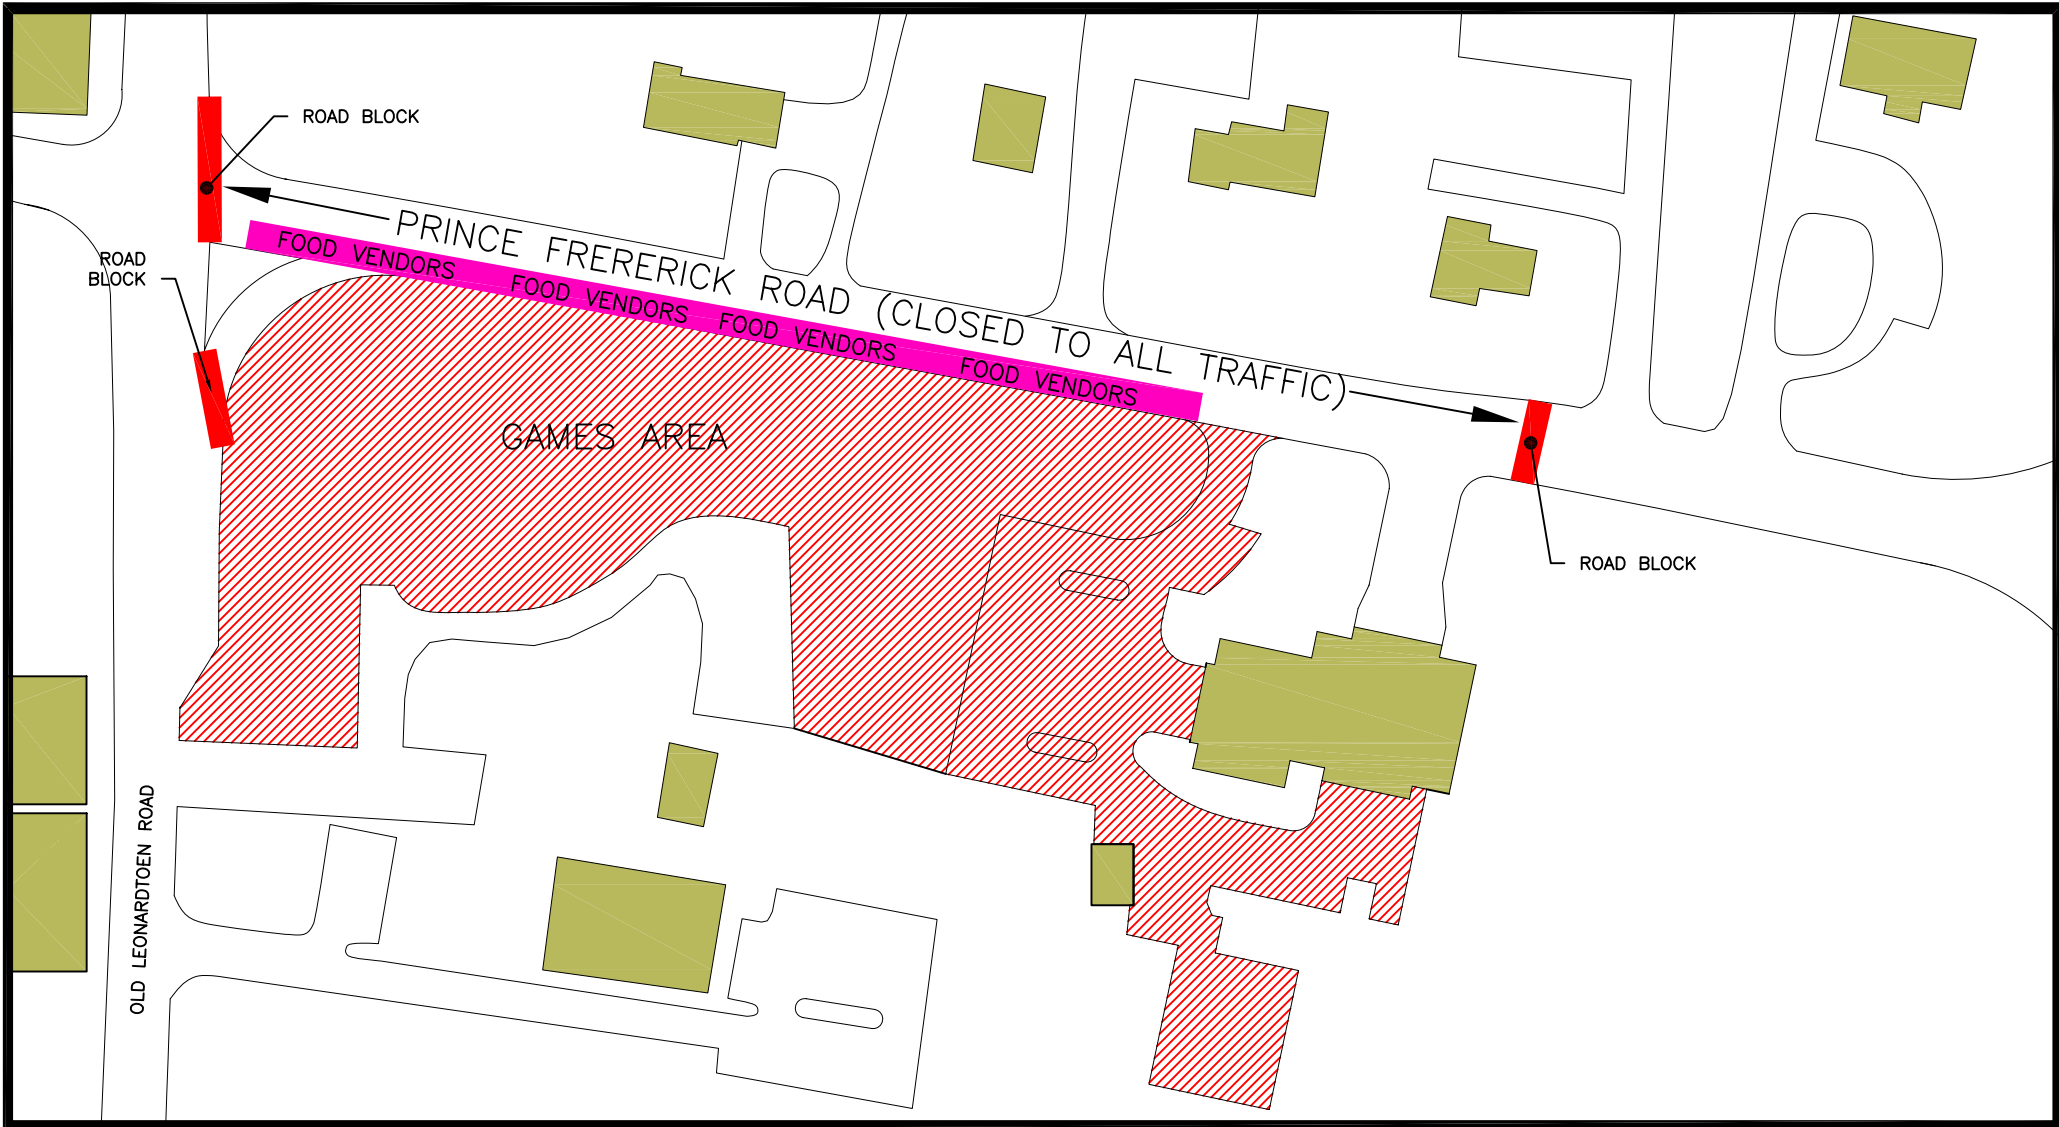 ROAD BLOCK
PRINCE FRERERICK ROAD (CLOSED TO ALL TRAFFIC)
FOOD VENDORS FOOD VENDORS FOOD VENDORS FOOD VENDORS
ROAD
BLOCK
GAMES AREA
ROAD BLOCK
OLD LEONARDTOEN ROAD